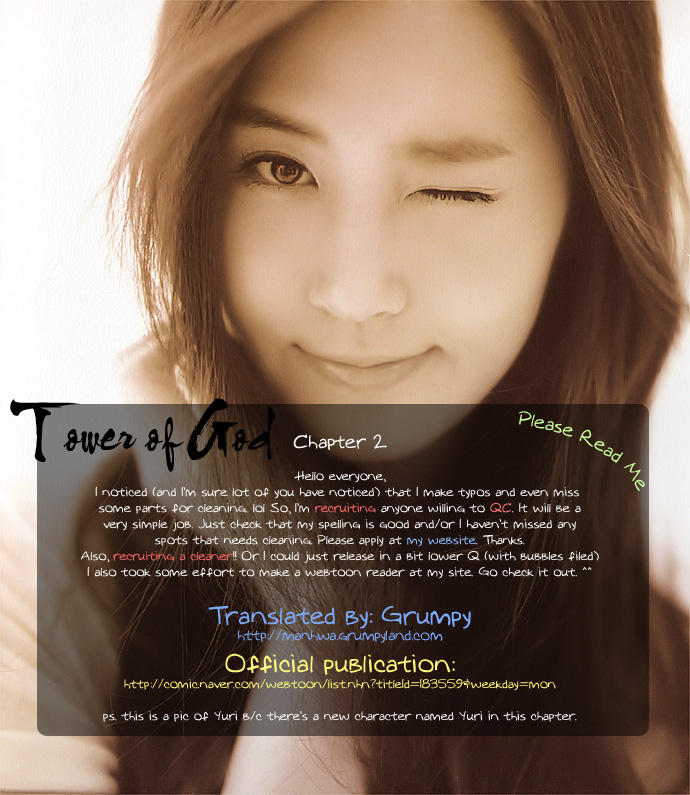 Tower of God Chapter 2
Please Read Me
Hello everyone,
I noticed (and I'm sure lot of you have noticed) that I make typos and even miss
some parts for cleaning. lol So, I'm recruiting anyone willing to QC. It will be a
very simple job. Just check that my spelling is good and/or I haven't missed any
spots that needs cleaning. Please apply at my website. Thanks.
Also, recruiting a cleaner!! Or I could just release in a bit lower Q (with bubbles filed)
I also took some effort to make a webtoon reader at my site. Go check it out. ^^
Translated by: Grumpy
http://manhwa.grumpyland.com
Official publication:
http://comic.naver.com/webtoon/list.nhn?titleId=183559&weekday=mon
ps. this is a pic of Yuri b/c there's a new character named Yuri in this chapter.